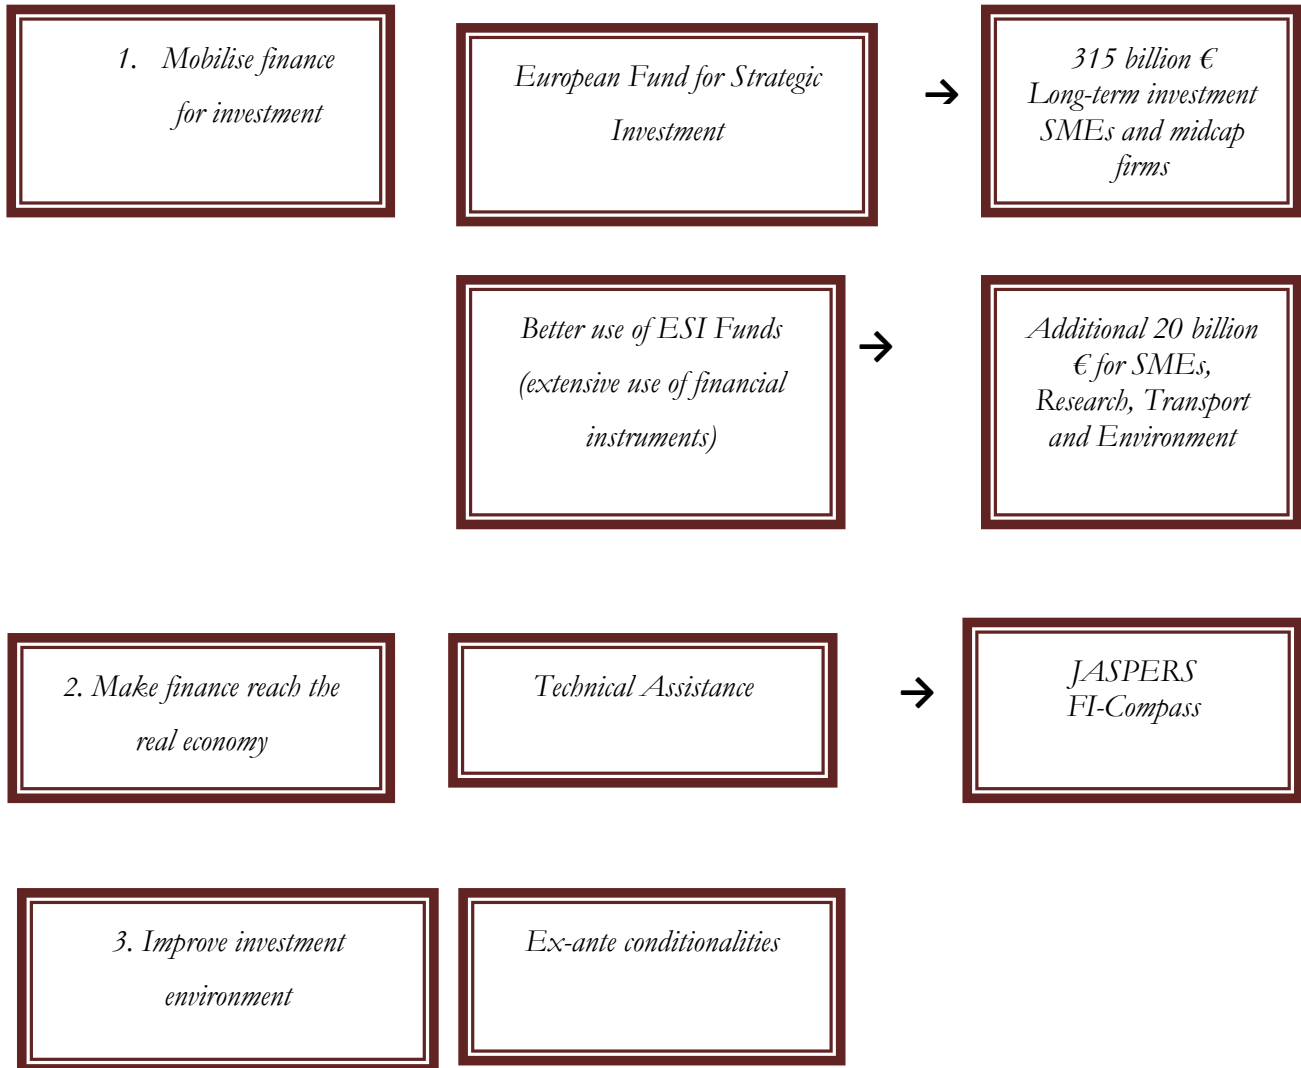 1. Mobilise finance
for investment
European Fund for Strategic
Investment
→
315 billion €
Long-term investment
SMEs and midcap
firms
Better use of ESI Funds
(extensive use of financial
instruments)
→
Additional 20 billion
€ for SMEs,
Research, Transport
and Environment
2. Make finance reach the
real economy
Technical Assistance
→
JASPERS
FI-Compass
3. Improve investment
environment
Ex-ante conditionalities